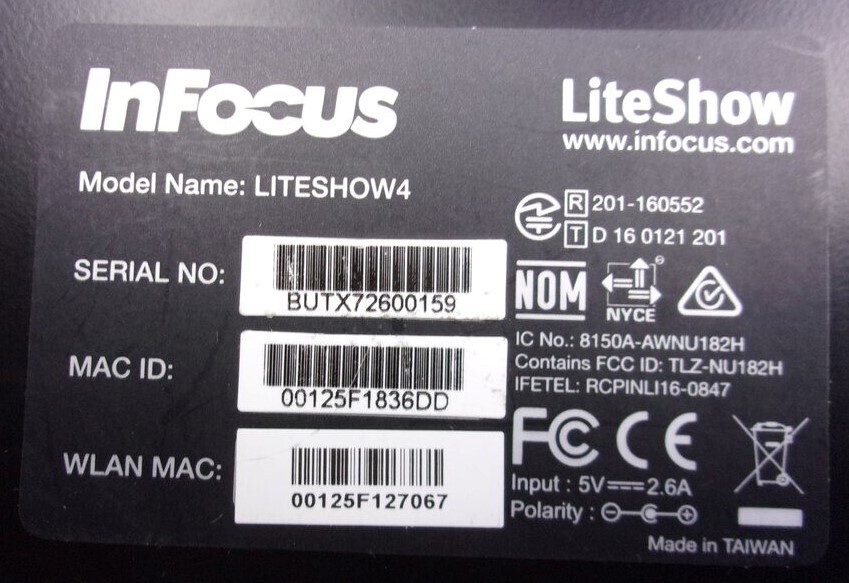 InFocus
LiteShow
www.infocus.com
Model Name: LITESHOW4
R 201-160552
T D 16 0121 201
SERIAL NO:
BUTX72600159
NOM
NYCE
MAC ID:
00125F1836DD
IC No.: 8150A-AWNU182H
Contains FCC ID: TLZ-NU182H
IFETEL: RCPINLI16-0847
WLAN MAC:
00125F127067
FC CE
Input : 5V⎓2.6A
Polarity :
Made in TAIWAN